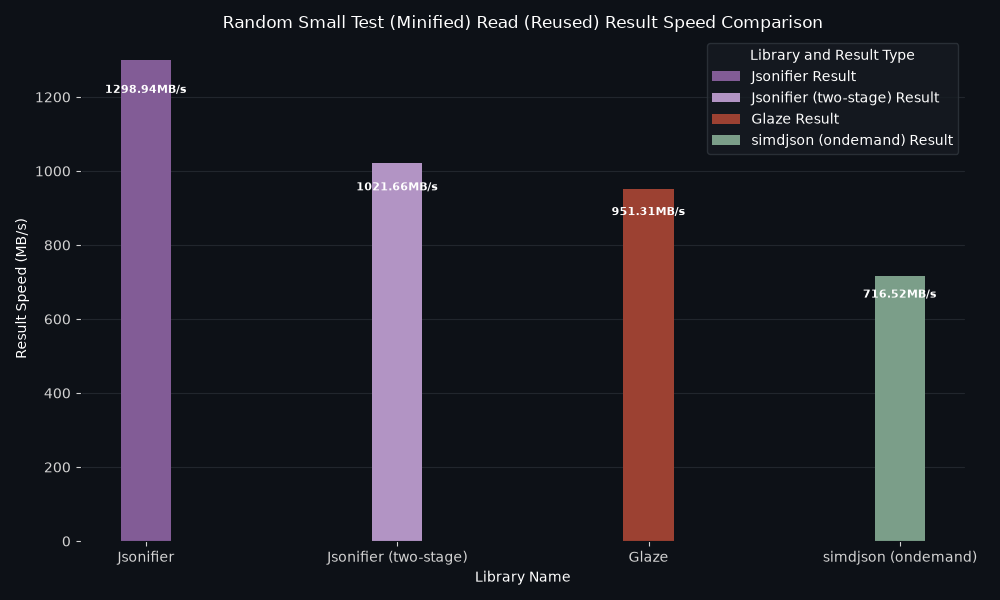 Random Small Test (Minified) Read (Reused) Result Speed Comparison
Library and Result Type
Jsonifier Result
Jsonifier (two-stage) Result
Glaze Result
simdjson (ondemand) Result
1298.94MB/s
1021.66MB/s
951.31MB/s
716.52MB/s
Result Speed (MB/s)
1200
1000
800
600
400
200
0
Jsonifier
Jsonifier (two-stage)
Glaze
simdjson (ondemand)
Library Name